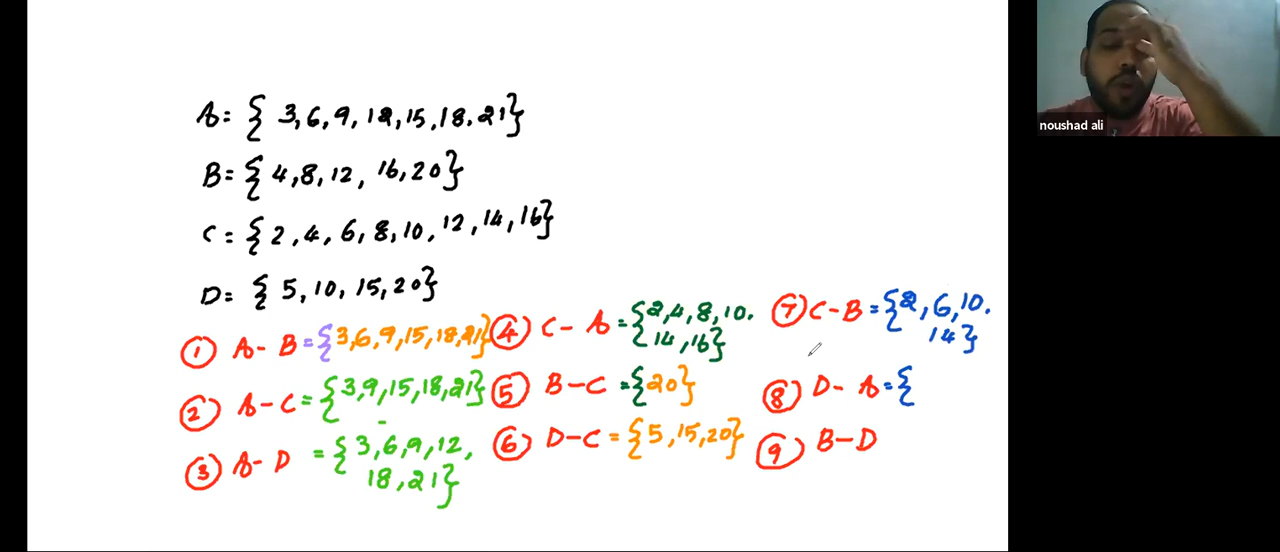 A = { 3, 6, 9, 12, 15, 18, 21}
B = { 4, 8, 12, 16, 20}
C = { 2, 4, 6, 8, 10, 12, 14, 16}
D = { 5, 10, 15, 20}
① A - B = {3, 6, 9, 15, 18, 21}
② A - C = {3, 9, 15, 18, 21}
③ A - D = { 3, 6, 9, 12,
18, 21}
④ C - A = {2, 4, 8, 10,
14, 16}
⑤ B - C = {20}
⑥ D - C = {5, 15, 20}
⑦ C - B = {2, 6, 10,
14}
⑧ D - A = {
⑨ B - D
noushad ali